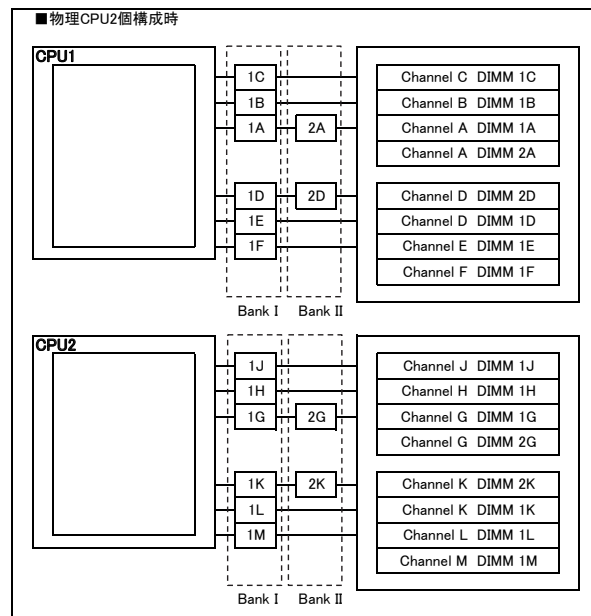 ■物理CPU2個構成時
CPU1
1C
1B
1A
2A
1D
2D
1E
1F
Channel C DIMM 1C
Channel B DIMM 1B
Channel A DIMM 1A
Channel A DIMM 2A
Channel D DIMM 2D
Channel D DIMM 1D
Channel E DIMM 1E
Channel F DIMM 1F
Bank I
Bank II
CPU2
1J
1H
1G
2G
1K
2K
1L
1M
Channel J DIMM 1J
Channel H DIMM 1H
Channel G DIMM 1G
Channel G DIMM 2G
Channel K DIMM 2K
Channel K DIMM 1K
Channel L DIMM 1L
Channel M DIMM 1M
Bank I
Bank II